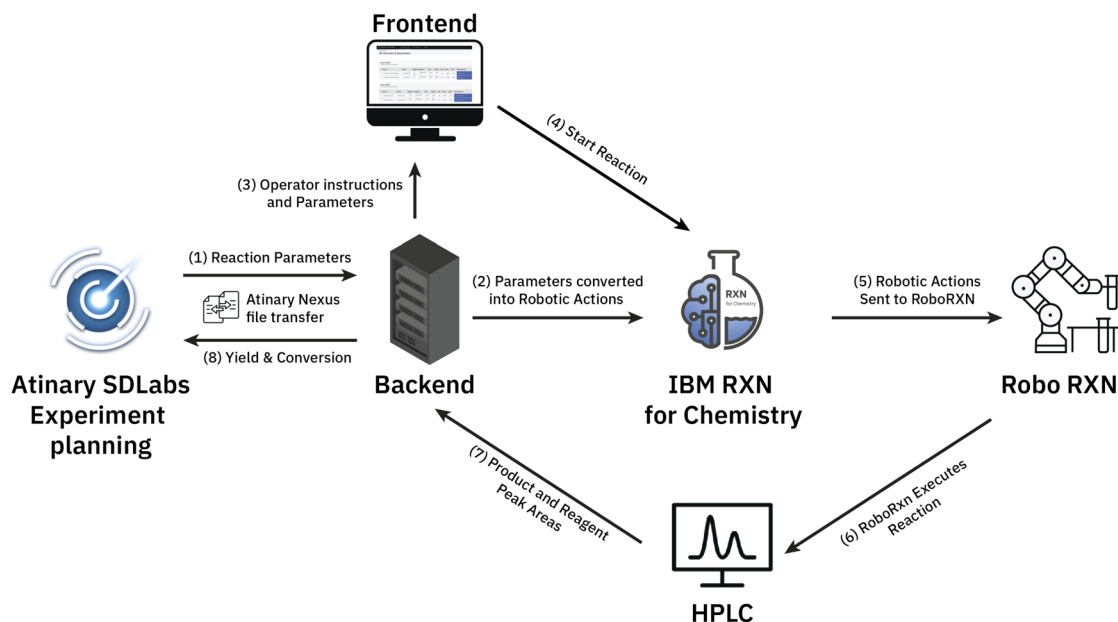 Frontend
(4) Start Reaction
(3) Operator instructions
and Parameters
(1) Reaction Parameters
Atinary Nexus
file transfer
(8) Yield & Conversion
(2) Parameters converted
into Robotic Actions
RXN
for Chemistry
(5) Robotic Actions
Sent to RoboRXN
Atinary SDLabs
Experiment
planning
Backend
IBM RXN
for Chemistry
Robo RXN
(7) Product and Reagent
Peak Areas
(6) RoboRxn Executes
Reaction
HPLC